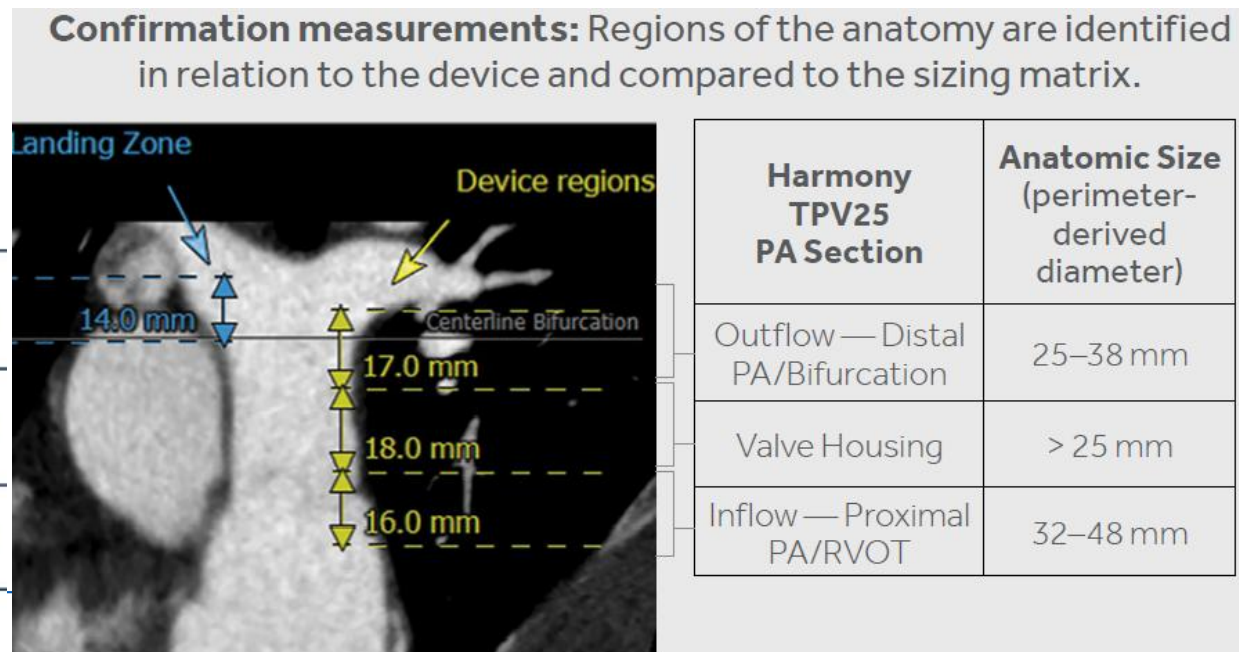 Confirmation measurements: Regions of the anatomy are identified
in relation to the device and compared to the sizing matrix.
Landing Zone
Device regions
14.0 mm
Centerline Bifurcation
17.0 mm
18.0 mm
16.0 mm
Harmony
TPV25
PA Section
Anatomic Size
(perimeter-
derived
diameter)
Outflow — Distal
PA/Bifurcation
25–38 mm
Valve Housing
> 25 mm
Inflow — Proximal
PA/RVOT
32–48 mm